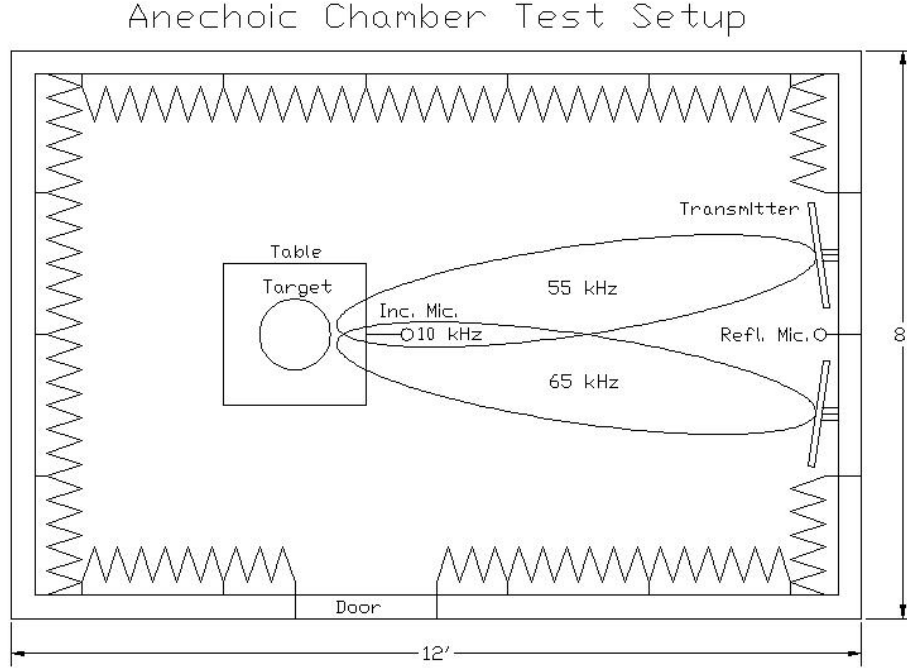 Anechoic Chamber Test Setup
Transmitter
Table
Target
55 kHz
Inc. Mic.
10 kHz
Refl. Mic.
8
65 kHz
Door
12'